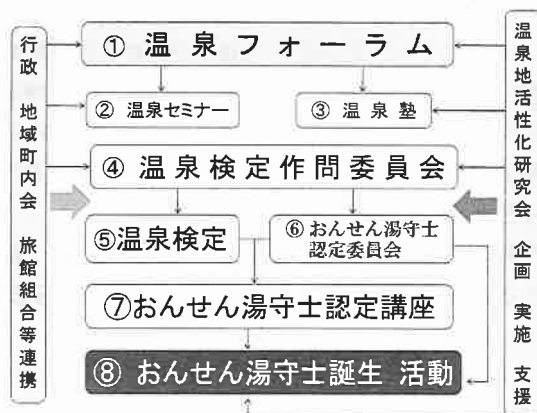 ① 温泉フォーラム
② 温泉セミナー
③ 温泉塾
④ 温泉検定作問委員会
⑤温泉検定
⑥おんせん湯守士
認定委員会
⑦おんせん湯守士認定講座
⑧ おんせん湯守士誕生 活動
行政 地域町内会 旅館組合等連携
温泉地活性化研究会 企画 実施 支援